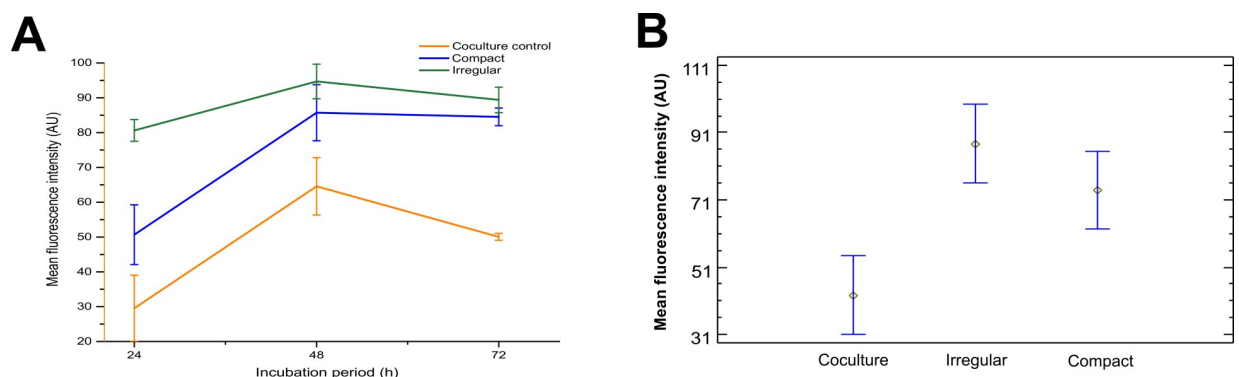 A
Coculture control
Compact
Irregular
Mean fluorescence intensity (AU)
100
90
80
70
60
50
40
30
20
24
48
72
Incubation period (h)
B
Mean fluorescence intensity (AU)
111
91
71
51
31
Coculture
Irregular
Compact